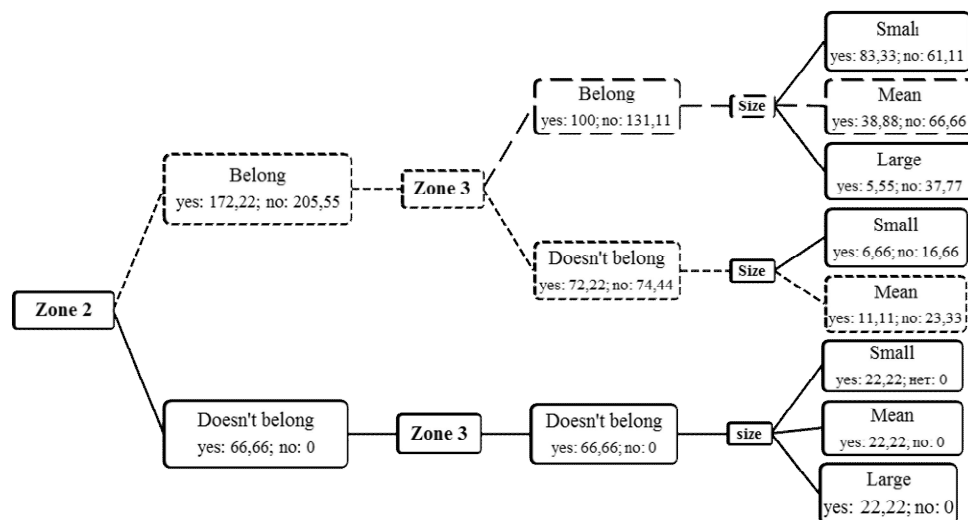 Smalı
yes: 83,33; no: 61,11
Belong
yes: 100; no: 131,11
Size
Mean
yes: 38,88; no: 66,66
Large
yes: 5,55; no: 37,77
Belong
yes: 172,22; no: 205,55
Zone 3
Doesn't belong
yes: 72,22; no: 74,44
Size
Small
yes: 6,66; no: 16,66
Mean
yes: 11,11; no: 23,33
Zone 2
Doesn't belong
yes: 66,66; no: 0
Zone 3
Doesn't belong
yes: 66,66; no: 0
size
Small
yes: 22,22; нет: 0
Mean
yes: 22,22; no: 0
Large
yes: 22,22; no: 0